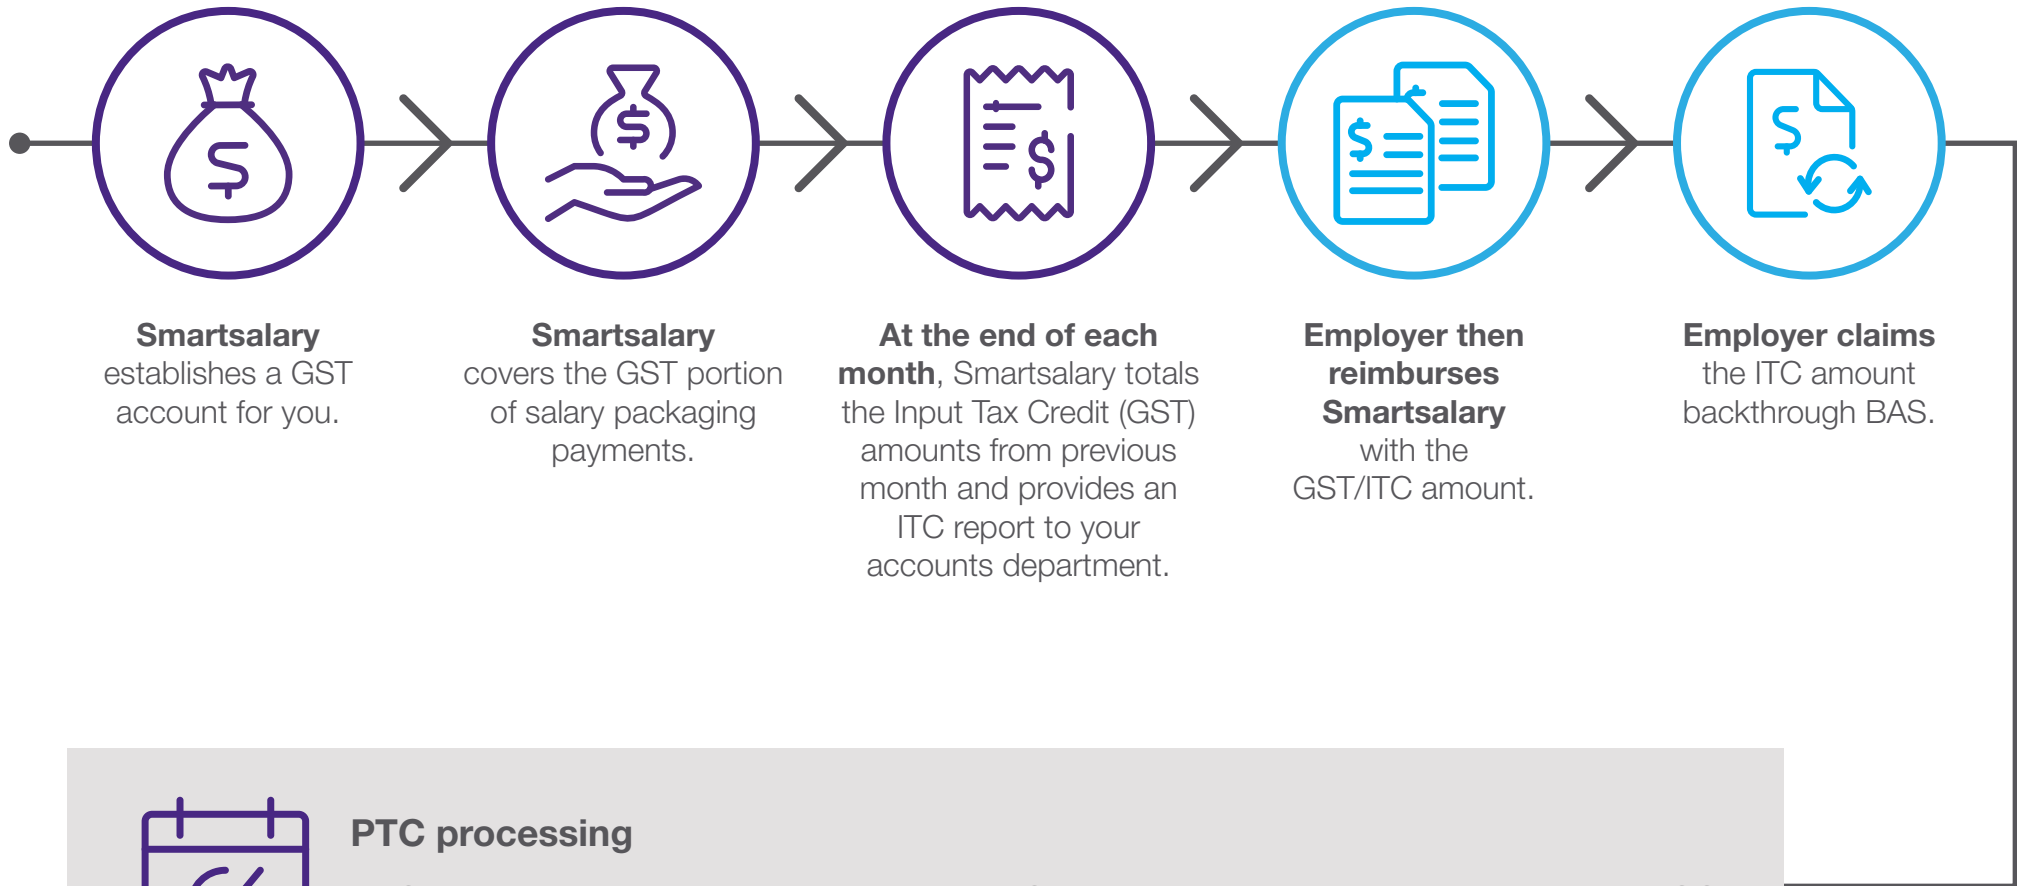 Smartsalary
establishes a GST
account for you.
Smartsalary
covers the GST portion
of salary packaging
payments.
At the end of each
month, Smartsalary totals
the Input Tax Credit (GST)
amounts from previous
month and provides an
ITC report to your
accounts department.
Employer then
reimburses
Smartsalary
with the
GST/ITC amount.
Employer claims
the ITC amount
backthrough BAS.
PTC processing